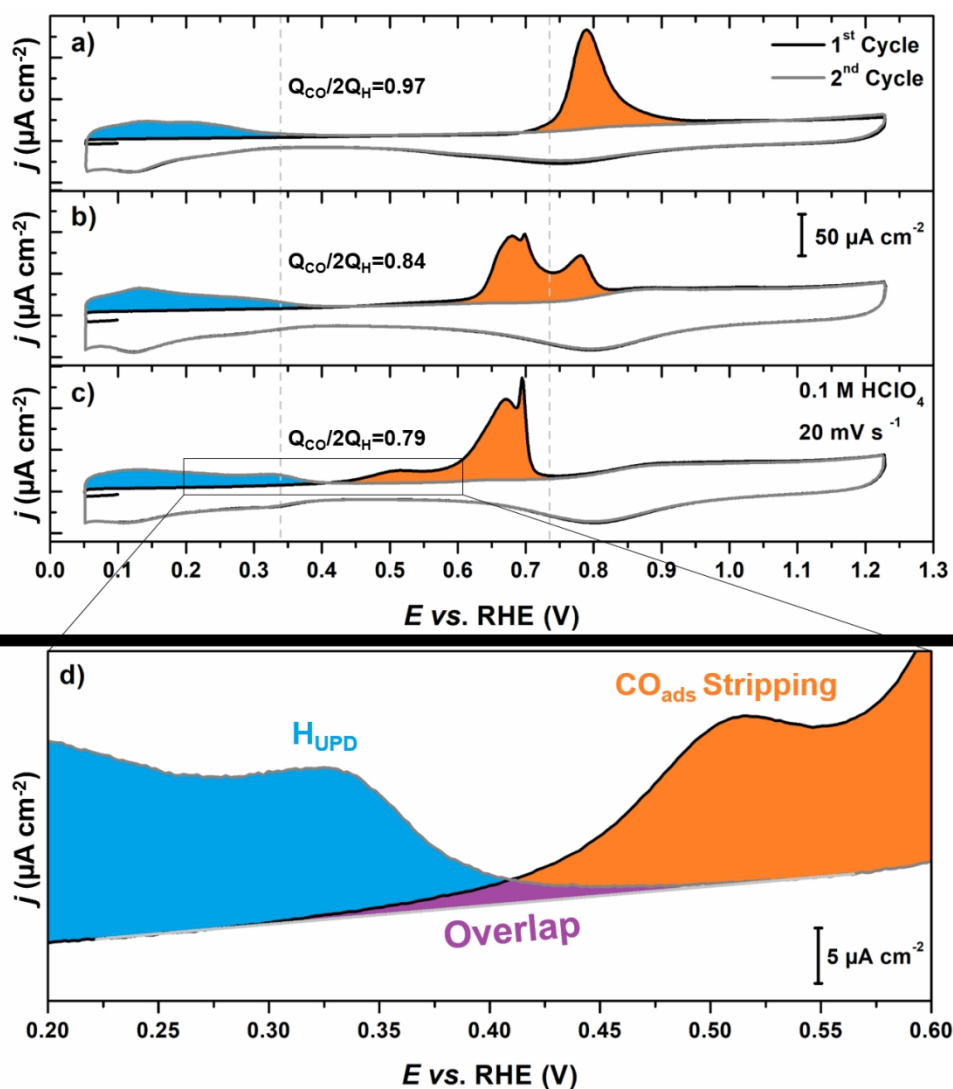 a)
1st Cycle
2nd Cycle
QCO/2QH=0.97
j (µA cm-2)
b)
50 µA cm-2
QCO/2QH=0.84
j (µA cm-2)
c)
0.1 M HClO4
20 mV s -1
QCO/2QH=0.79
j (µA cm-2)
0.0 0.1 0.2 0.3 0.4 0.5 0.6 0.7 0.8 0.9 1.0 1.1 1.2 1.3
E vs. RHE (V)
d)
COads Stripping
HUPD
j (µA cm-2)
Overlap
5 µA cm-2
0.20 0.25 0.30 0.35 0.40 0.45 0.50 0.55 0.60
E vs. RHE (V)